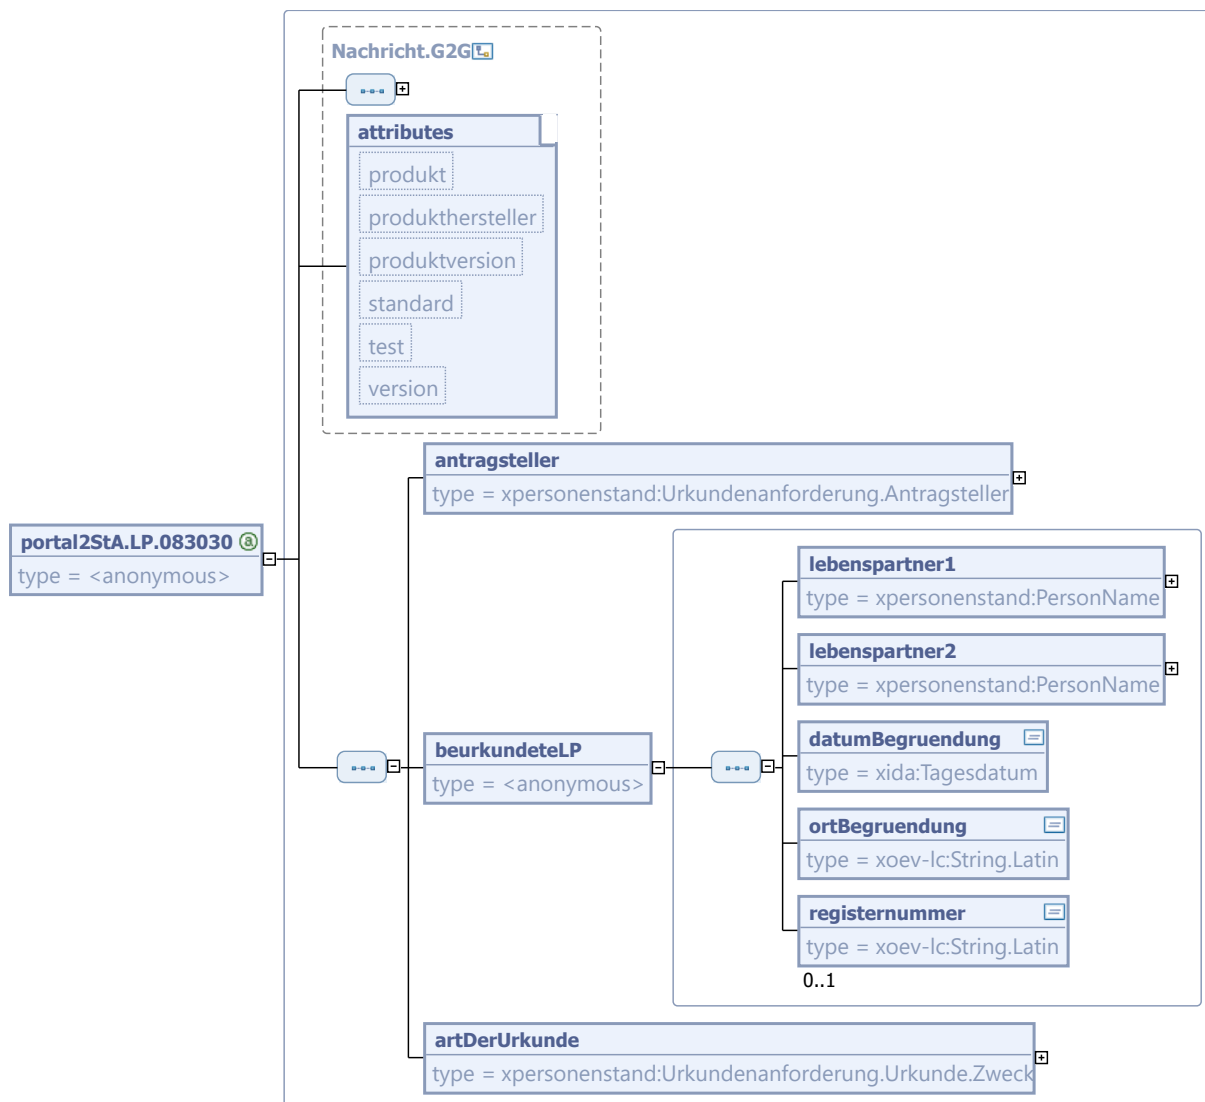 Nachricht.G2G
attributes
produkt
produkthersteller
produktversion
standard
test
version
antragsteller
type = xpersonenstand:Urkundenanforderung.Antragsteller
portal2StA.LP.083030 @
type = <anonymous>
lebenspartner1
type = xpersonenstand:PersonName
lebenspartner2
type = xpersonenstand:PersonName
beurkundeteLP
type = <anonymous>
datumBegruendung
type = xida:Tagesdatum
ortBegruendung
type = xoev-lc:String.Latin
registernummer
type = xoev-lc:String.Latin
0..1
artDerUrkunde
type = xpersonenstand:Urkundenanforderung.Urkunde.Zweck